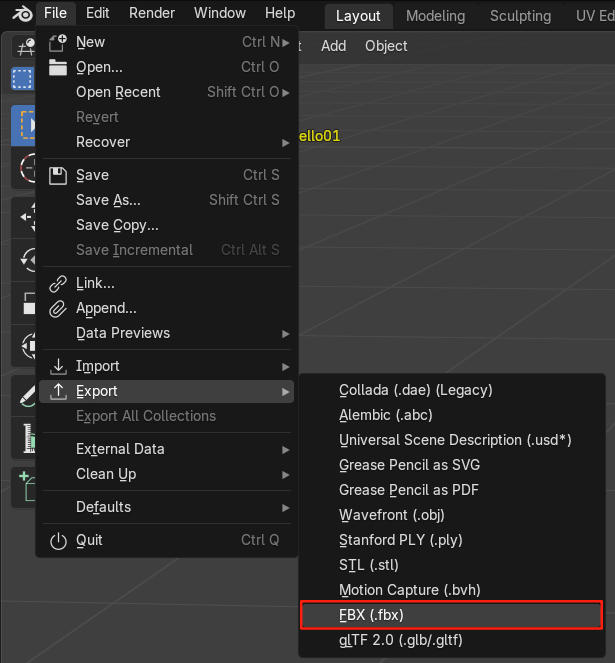 File Edit Render Window Help Layout Modeling Sculpting UV Ed
Add Object
New Ctrl N
Open... Ctrl O
Open Recent Shift Ctrl O
Revert
Recover
ello01
Save Ctrl S
Save As... Shift Ctrl S
Save Copy...
Save Incremental Ctrl Alt S
Link...
Append...
Data Previews
Import
Export
Export All Collections
External Data
Clean Up
Defaults
Quit Ctrl Q
Collada (.dae) (Legacy)
Alembic (.abc)
Universal Scene Description (.usd*)
Grease Pencil as SVG
Grease Pencil as PDF
Wavefront (.obj)
Stanford PLY (.ply)
STL (.stl)
Motion Capture (.bvh)
FBX (.fbx)
glTF 2.0 (.glb/.gltf)